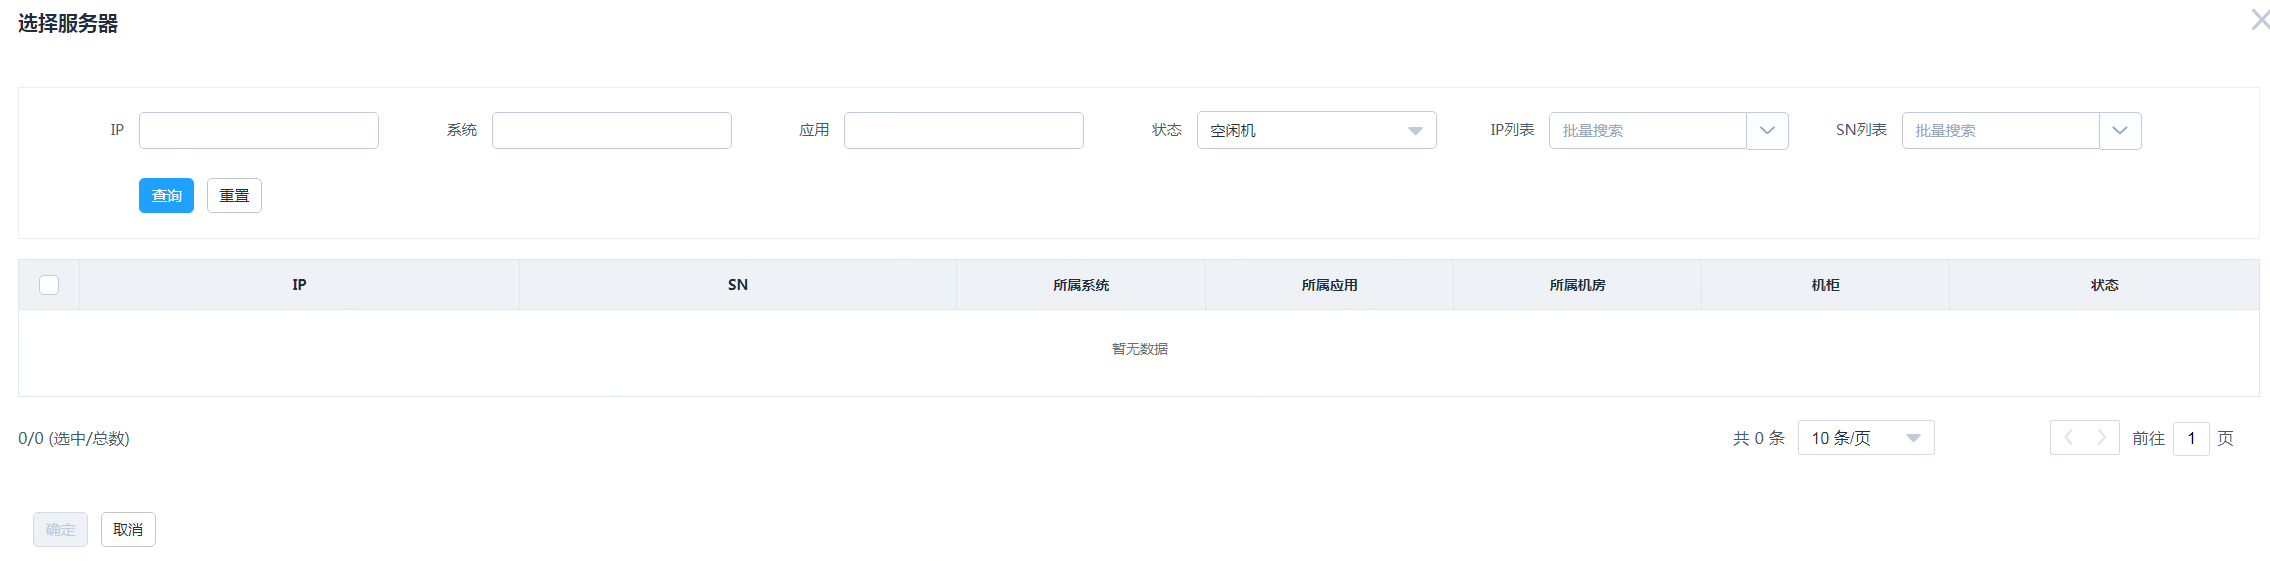 选择服务器
IP 系统 应用 状态 空闲机 IP列表 批量搜索 SN列表 批量搜索
查询 重置
IP SN 所属系统 所属应用 所属机房 机柜 状态
暂无数据
0/0 (选中/总数) 共 0 条 10 条/页 前往 1 页
确定 取消